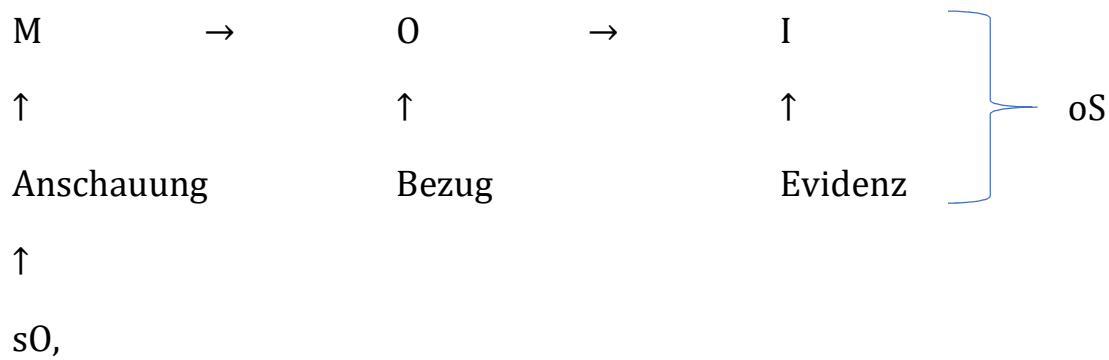 M → O → I
↑ ↑ ↑ oS
Anschauung Bezug Evidenz
↑
sO,